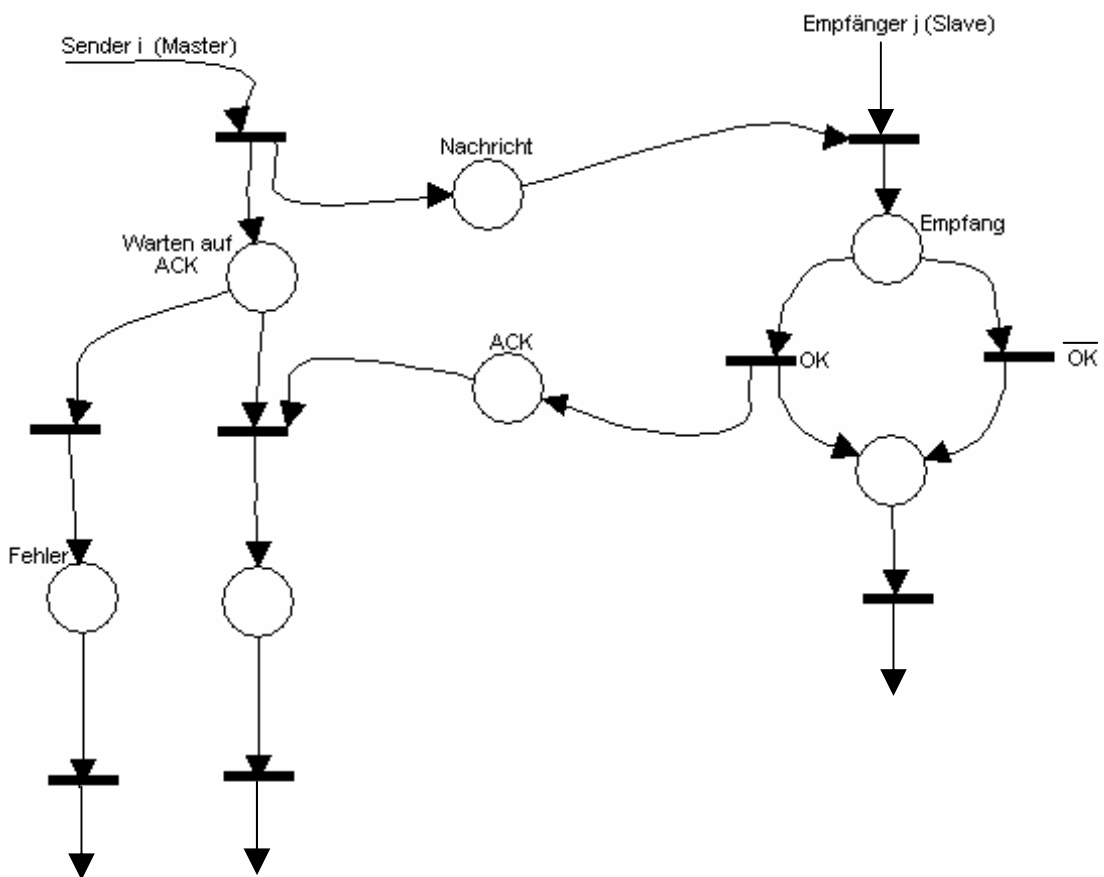 Sender i (Master)
Empfänger j (Slave)
Nachricht
Empfang
Warten auf
ACK
ACK
OK
OK
Fehler